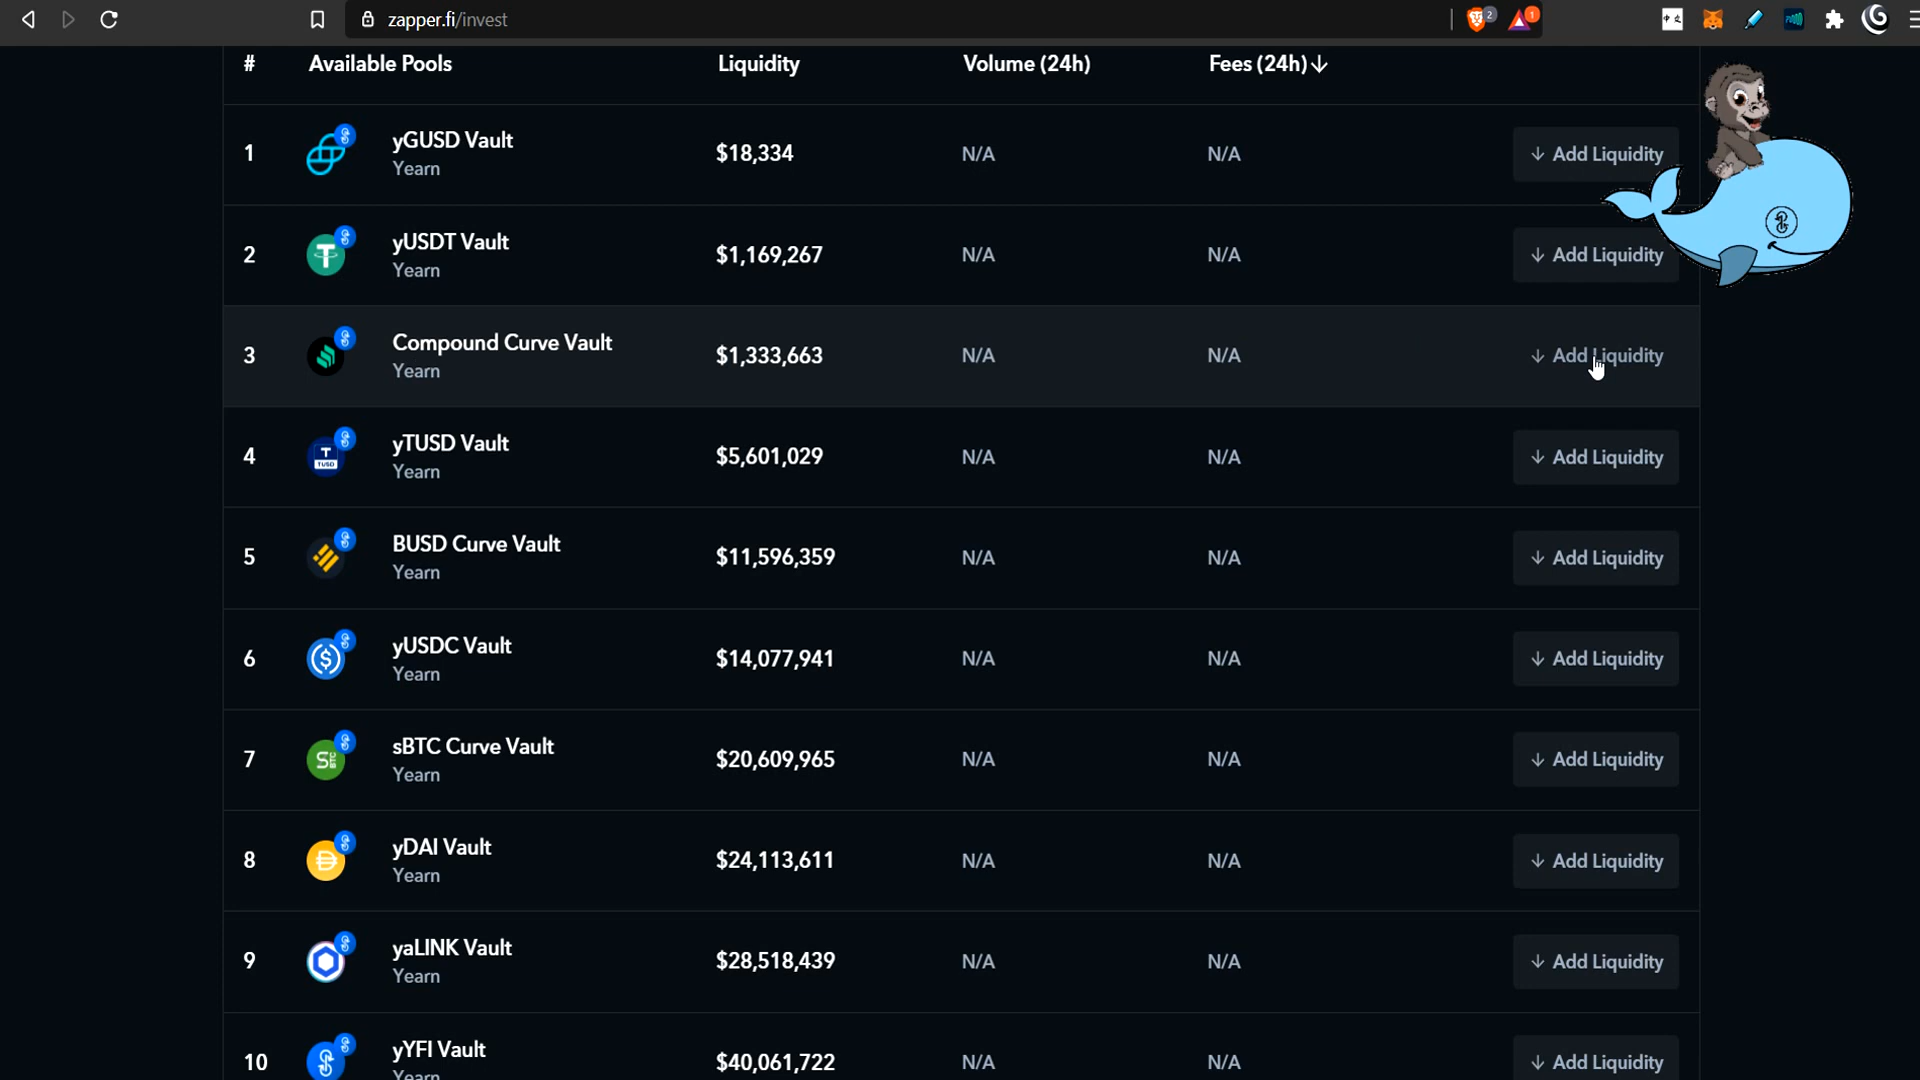 zapper.fi/invest
2
1
# Available Pools Liquidity Volume (24h) Fees (24h)↓
1 yGUSD Vault $18,334 N/A N/A ↓ Add Liquidity
Yearn
2 yUSDT Vault $1,169,267 N/A N/A ↓ Add Liquidity
Yearn
3 Compound Curve Vault $1,333,663 N/A N/A ↓ Add Liquidity
Yearn
4 T TUSD yTUSD Vault $5,601,029 N/A N/A ↓ Add Liquidity
Yearn
5 BUSD Curve Vault $11,596,359 N/A N/A ↓ Add Liquidity
Yearn
6 yUSDC Vault $14,077,941 N/A N/A ↓ Add Liquidity
Yearn
7 sBTC Curve Vault $20,609,965 N/A N/A ↓ Add Liquidity
Yearn
8 yDAI Vault $24,113,611 N/A N/A ↓ Add Liquidity
Yearn
9 yaLINK Vault $28,518,439 N/A N/A ↓ Add Liquidity
Yearn
10 yYFI Vault $40,061,722 N/A N/A ↓ Add Liquidity
Yearn